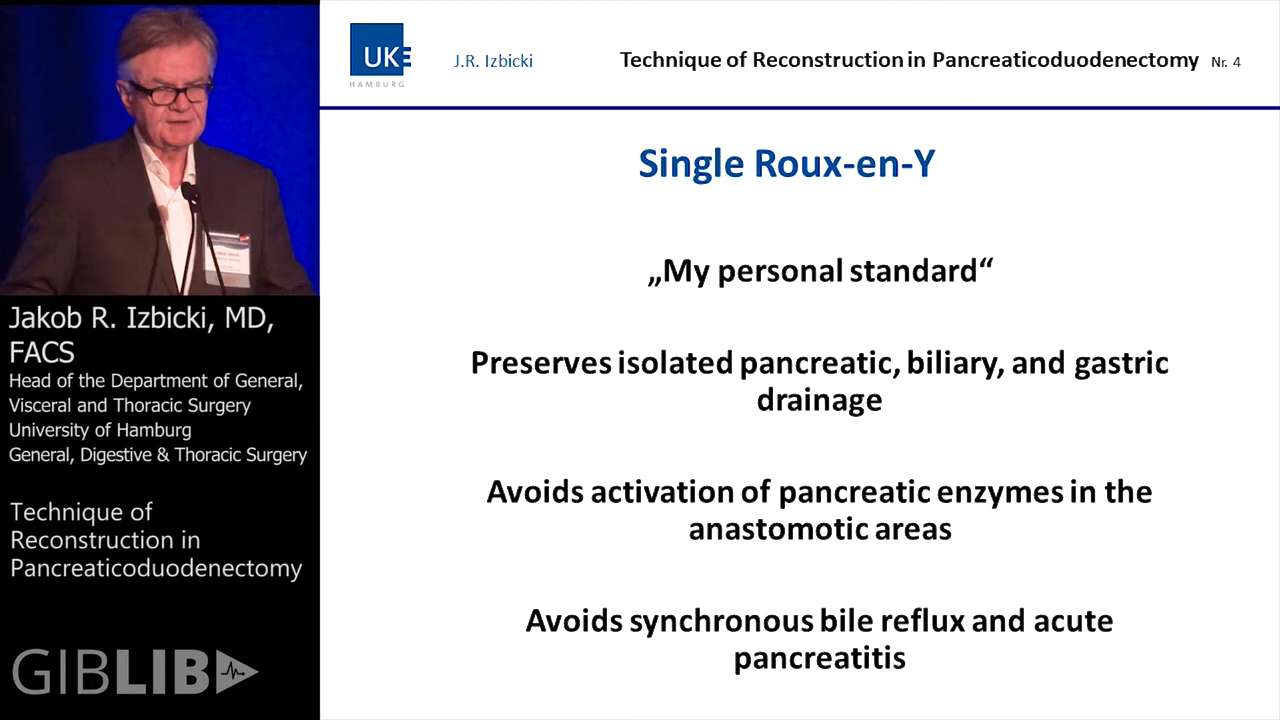 UKE
HAMBURG
J.R. Izbicki
Technique of Reconstruction in Pancreaticoduodenectomy Nr. 4
Single Roux-en-Y
„My personal standard“
Preserves isolated pancreatic, biliary, and gastric
drainage
Avoids activation of pancreatic enzymes in the
anastomotic areas
Avoids synchronous bile reflux and acute
pancreatitis
Jakob R. Izbicki, MD,
FACS
Head of the Department of General,
Visceral and Thoracic Surgery
University of Hamburg
General, Digestive & Thoracic Surgery
Technique of
Reconstruction in
Pancreaticoduodenectomy
GIBLIB